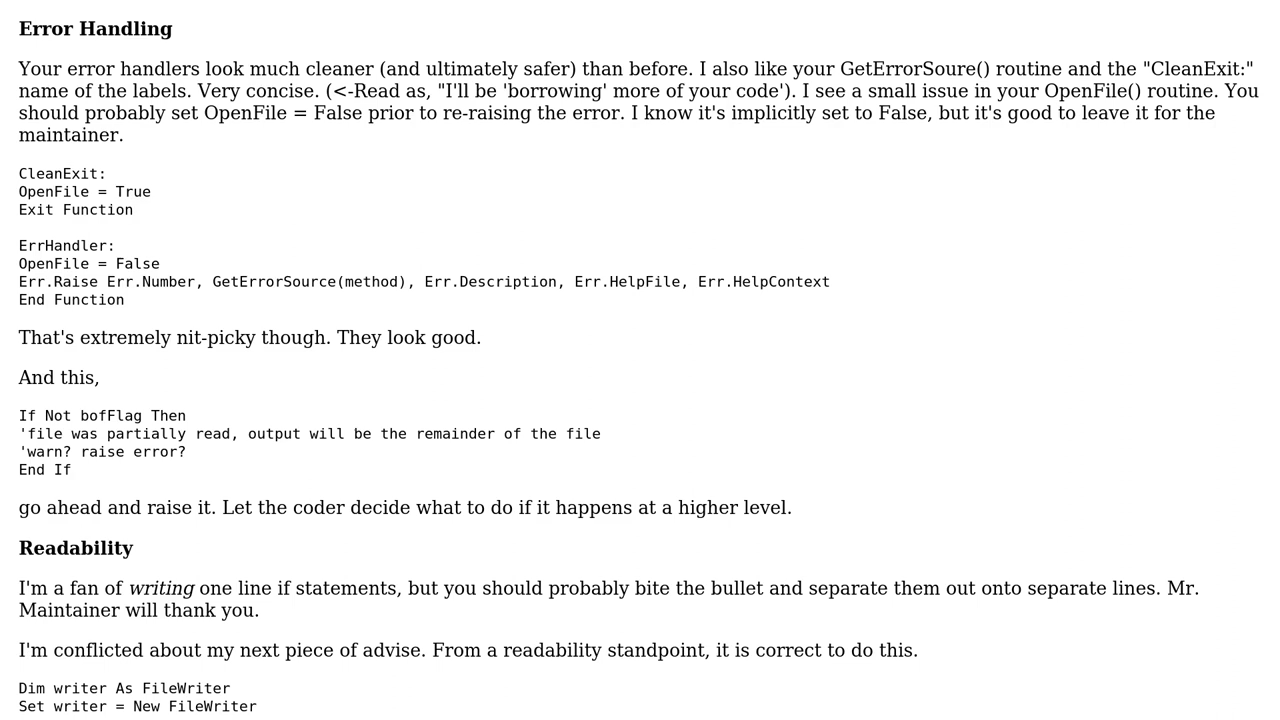 Error Handling
Your error handlers look much cleaner (and ultimately safer) than before. I also like your GetErrorSoure() routine and the "CleanExit:"
name of the labels. Very concise. (<-Read as, "I'll be 'borrowing' more of your code'). I see a small issue in your OpenFile() routine. You
should probably set OpenFile = False prior to re-raising the error. I know it's implicitly set to False, but it's good to leave it for the
maintainer.
CleanExit:
OpenFile = True
Exit Function
ErrHandler:
OpenFile = False
Err.Raise Err.Number, GetErrorSource(method), Err.Description, Err.HelpFile, Err.HelpContext
End Function
That's extremely nit-picky though. They look good.
And this,
If Not bofFlag Then
'file was partially read, output will be the remainder of the file
'warn? raise error?
End If
go ahead and raise it. Let the coder decide what to do if it happens at a higher level.
Readability
I'm a fan of writing one line if statements, but you should probably bite the bullet and separate them out onto separate lines. Mr.
Maintainer will thank you.
I'm conflicted about my next piece of advise. From a readability standpoint, it is correct to do this.
Dim writer As FileWriter
Set writer = New FileWriter